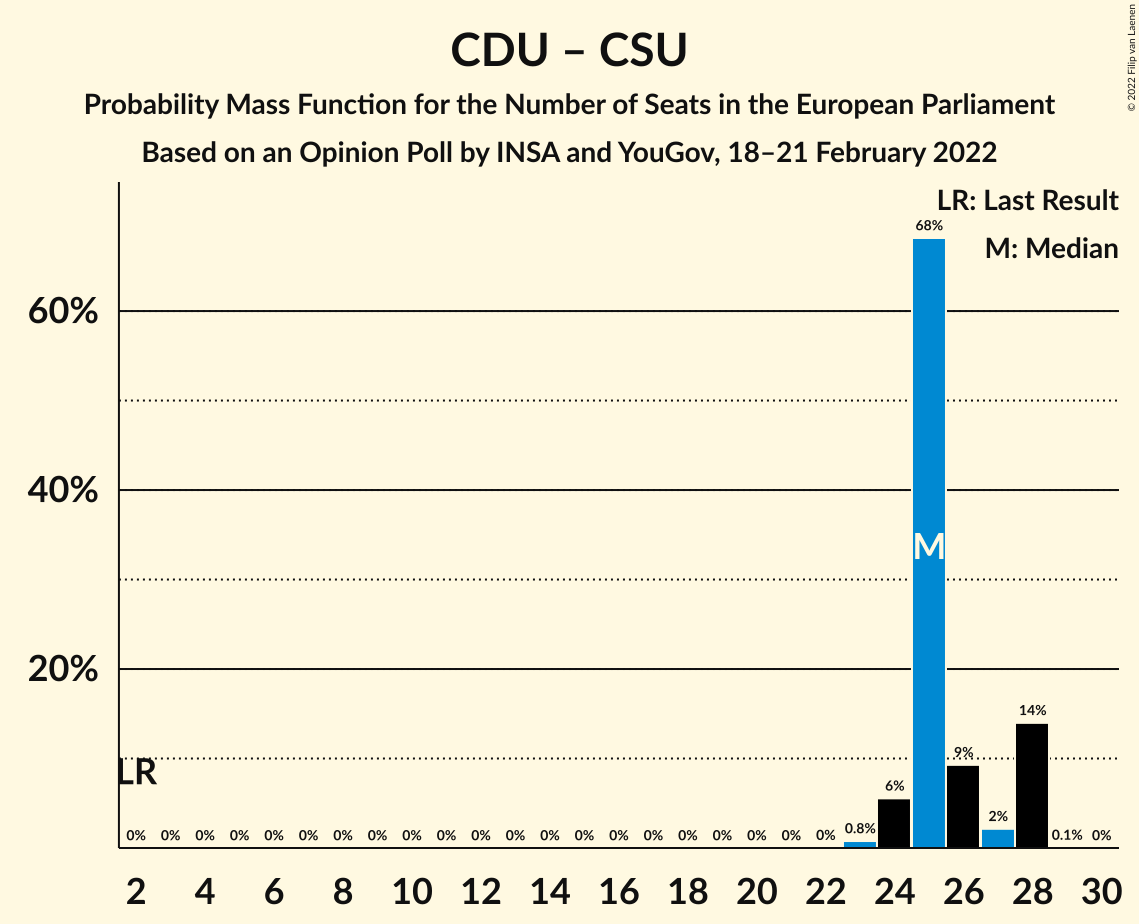 CDU – CSU
Probability Mass Function for the Number of Seats in the European Parliament
Based on an Opinion Poll by INSA and YouGov, 18–21 February 2022
© 2022 Filip van Laenen
LR: Last Result
M: Median
68%
60%
40%
M
20%
14%
9%
LR
6%
2%
0% 0% 0% 0% 0% 0% 0% 0% 0% 0% 0% 0% 0% 0% 0% 0% 0% 0% 0% 0% 0% 0.8% 0.1% 0%
2 4 6 8 10 12 14 16 18 20 22 24 26 28 30